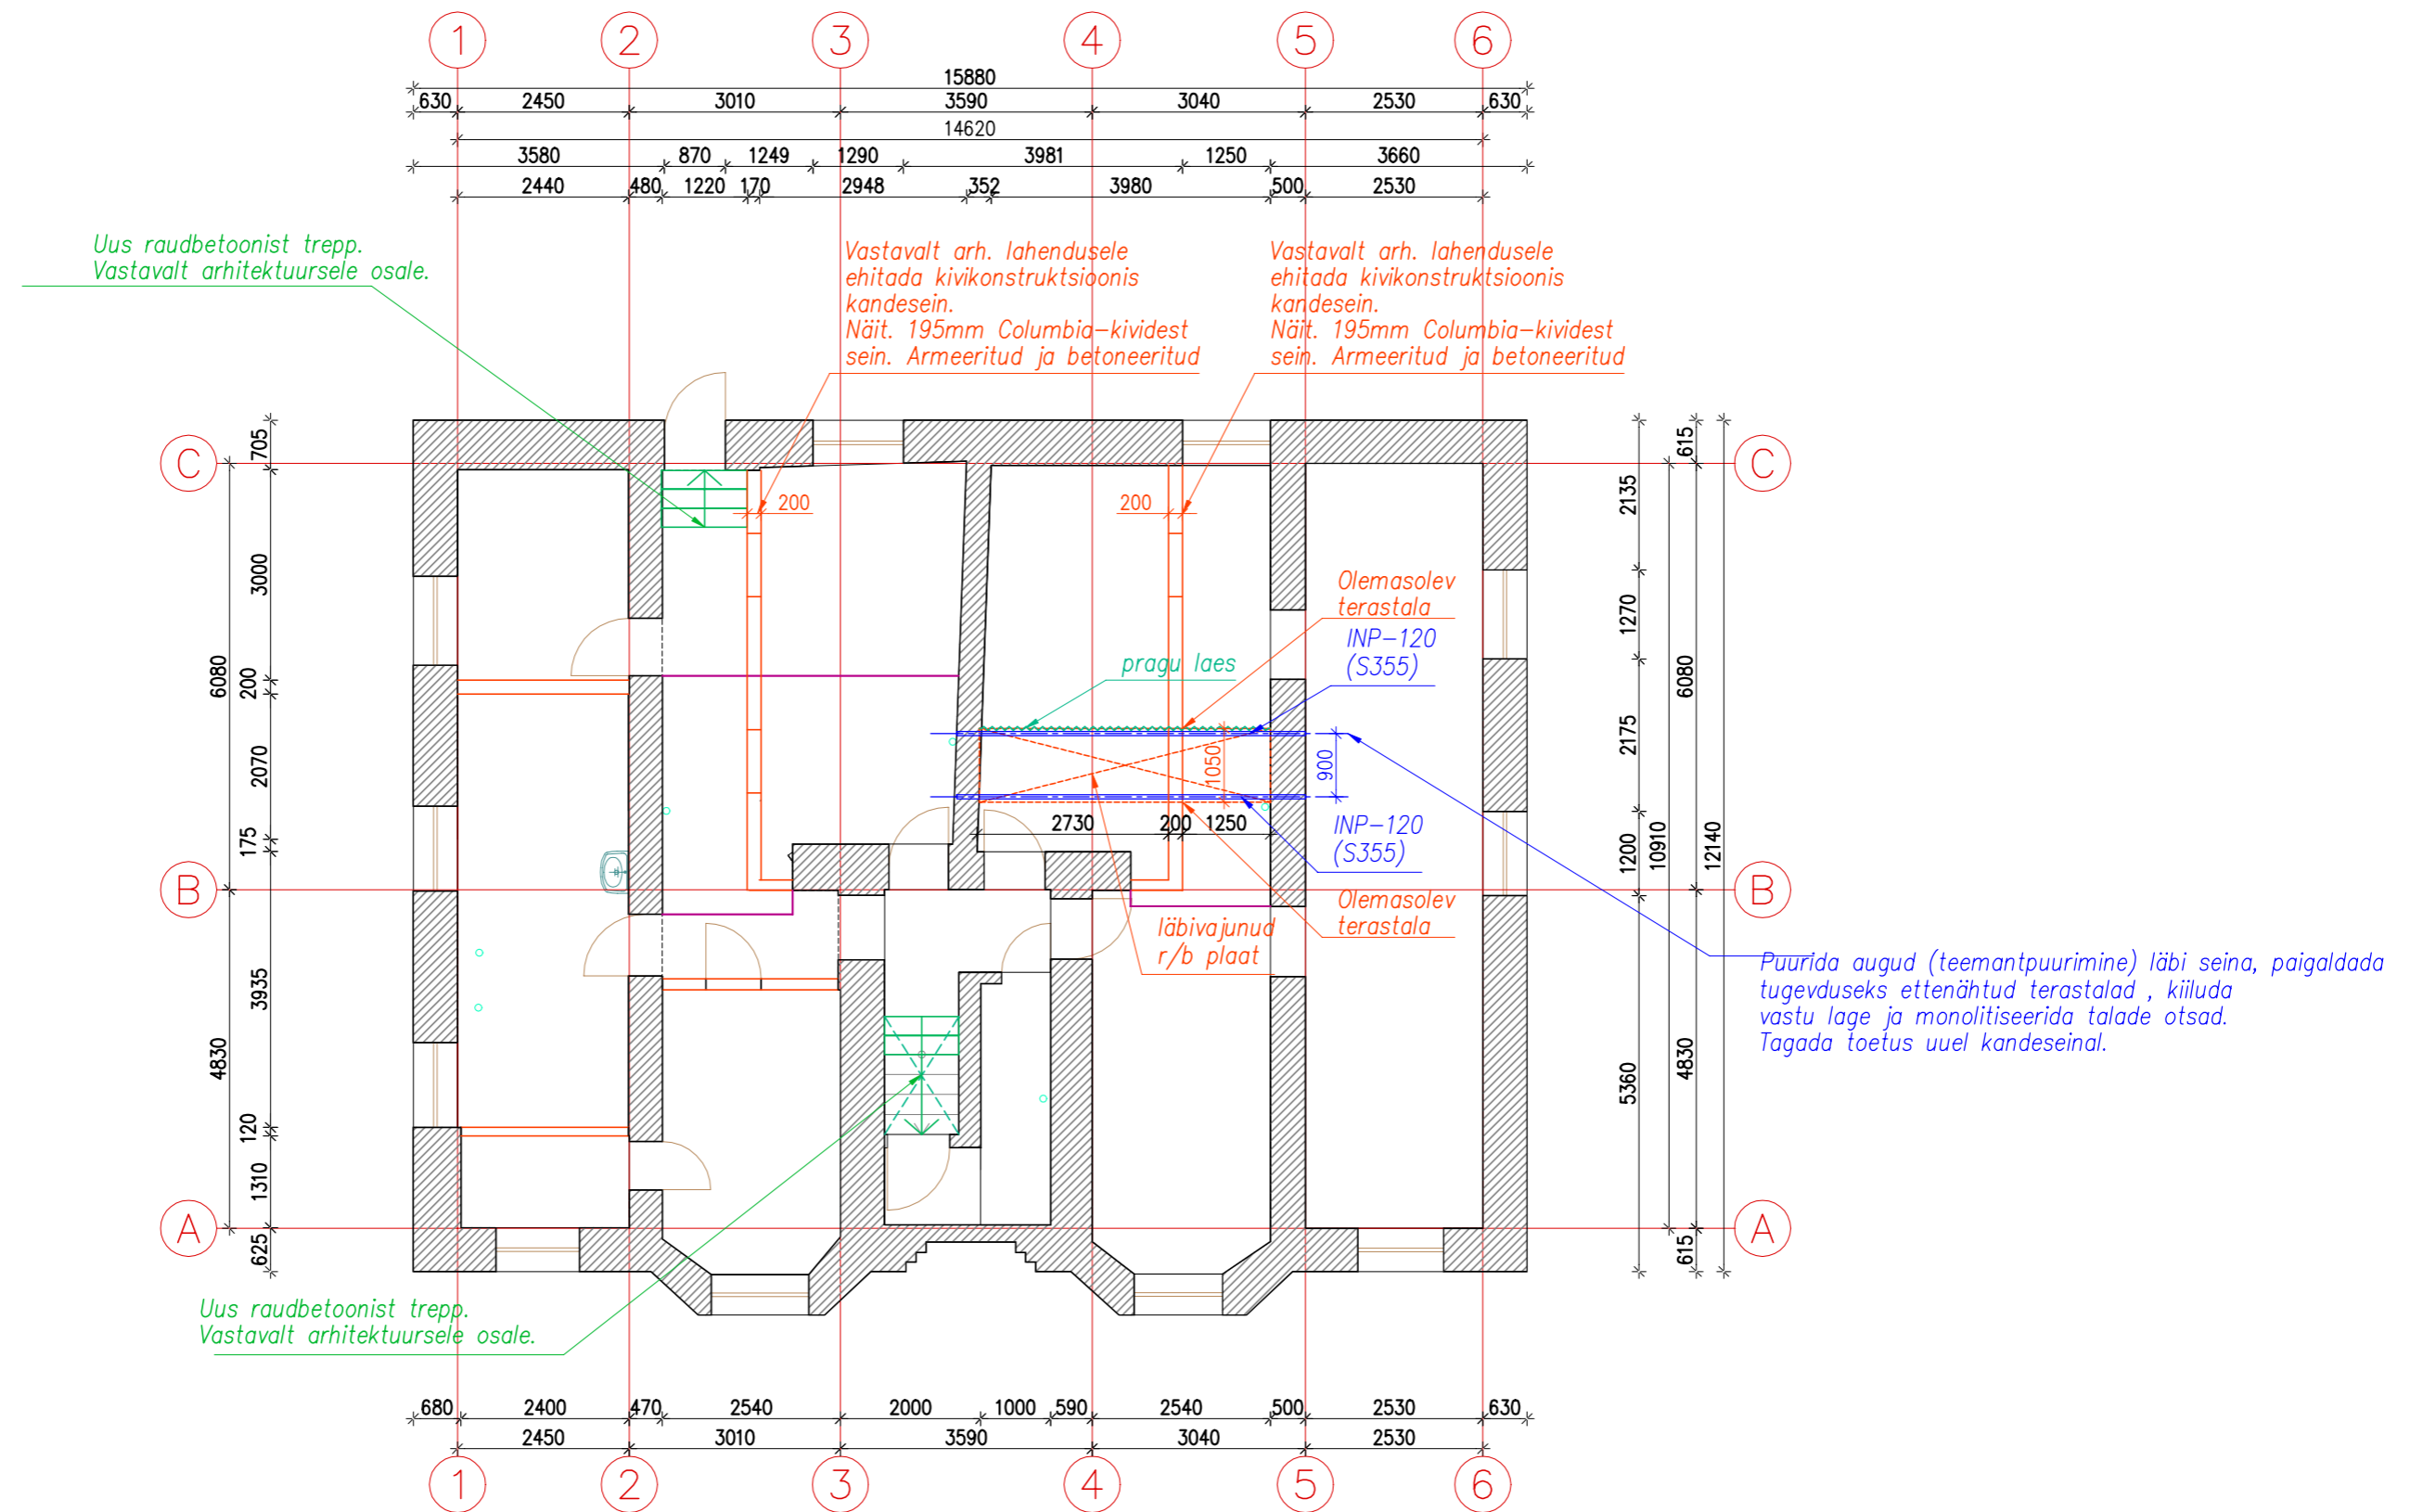 1 2 3 4 5 6
15880
630 2450 3010 3590 3040 2530 630
14620
3580 870 1249 1290 3981 1250 3660
2440 480 1220 170 2948 352 3980 500 2530
Uus raudbetoonist trepp.
Vastavalt arhitektuursele osale.
Vastavalt arh. lahendusele
ehitada kivikonstruktsioonis
kandesein.
Näit. 195mm Columbia-kividest
sein. Armeeritud ja betoneeritud
Vastavalt arh. lahendusele
ehitada kivikonstruktsioonis
kandesein.
Näit. 195mm Columbia-kividest
sein. Armeeritud ja betoneeritud
C
C
B
B
A
A
705
3000
200
2070
175
3935
120
1310
625
6080
4830
200
200
Olemasolev
terastala
INP-120
(S355)
pragu laes
1050
900
2730 200 1250
INP-120
(S355)
Olemasolev
terastala
läbivajunud
r/b plaat
2135
1270
2175
1200
5360
10910
615
6080
4830
615
12140
Puurida augud (teemantpuurimine) läbi seina, paigaldada
tugevduseks ettenähtud terastalad , kiiluda
vastu lage ja monolitiseerida talade otsad.
Tagada toetus uuel kandeseinal.
Uus raudbetoonist trepp.
Vastavalt arhitektuursele osale.
680 2400 470 2540 2000 1000 590 2540 500 2530 630
2450 3010 3590 3040 2530
1 2 3 4 5 6